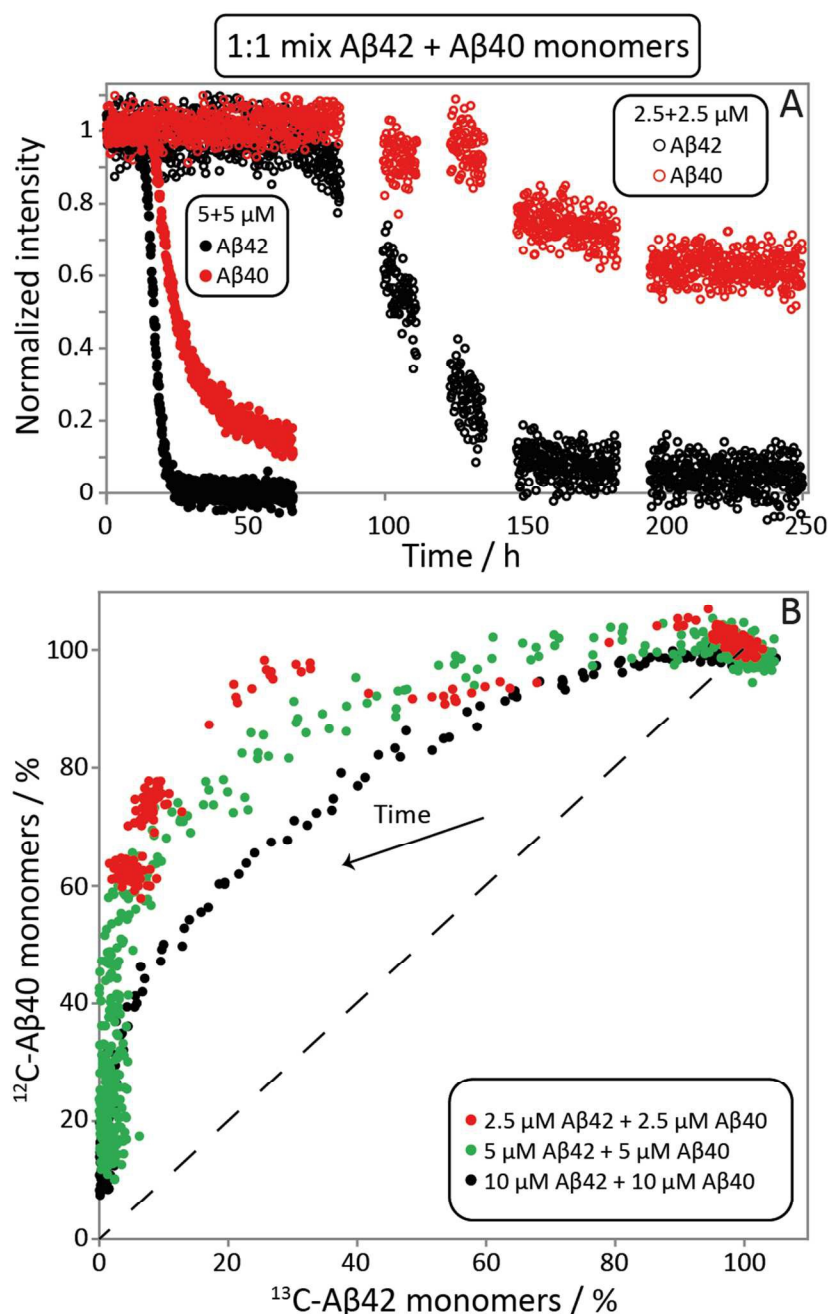 1:1 mix Aβ42 + Aβ40 monomers
A
Normalized intensity
1
0.8
0.6
0.4
0.2
0
2.5+2.5 μM
Aβ42
Aβ40
5+5 μM
Aβ42
Aβ40
0 50 100 150 200 250
Time / h
B
¹²C-Aβ40 monomers / %
100
80
60
40
20
0
Time
2.5 μM Aβ42 + 2.5 μM Aβ40
5 μM Aβ42 + 5 μM Aβ40
10 μM Aβ42 + 10 μM Aβ40
0 20 40 60 80 100
¹³C-Aβ42 monomers / %